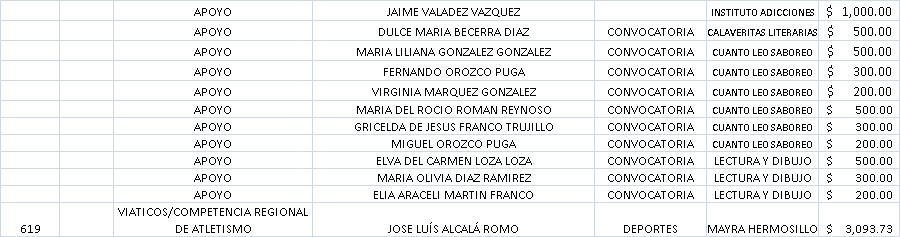 APOYO JAIME VALADEZ VAZQUEZ INSTITUTO ADICCIONES $ 1,000.00
APOYO DULCE MARIA BECERRA DIAZ CONVOCATORIA CALAVERITAS LITERARIAS $ 500.00
APOYO MARIA LILIANA GONZALEZ GONZALEZ CONVOCATORIA CUANTO LEO SABOREO $ 500.00
APOYO FERNANDO OROZCO PUGA CONVOCATORIA CUANTO LEO SABOREO $ 300.00
APOYO VIRGINIA MARQUEZ GONZALEZ CONVOCATORIA CUANTO LEO SABOREO $ 200.00
APOYO MARIA DEL ROCIO ROMAN REYNOSO CONVOCATORIA CUANTO LEO SABOREO $ 500.00
APOYO GRICELDA DE JESUS FRANCO TRUJILLO CONVOCATORIA CUANTO LEO SABOREO $ 300.00
APOYO MIGUEL OROZCO PUGA CONVOCATORIA CUANTO LEO SABOREO $ 200.00
APOYO ELVA DEL CARMEN LOZA LOZA CONVOCATORIA LECTURA Y DIBUJO $ 500.00
APOYO MARIA OLIVIA DIAZ RAMIREZ CONVOCATORIA LECTURA Y DIBUJO $ 300.00
APOYO ELIA ARACELI MARTIN FRANCO CONVOCATORIA LECTURA Y DIBUJO $ 200.00
VIATICOS/COMPETENCIA REGIONAL
619 DE ATLETISMO JOSE LUÍS ALCALÁ ROMO DEPORTES MAYRA HERMOSILLO $ 3,093.73